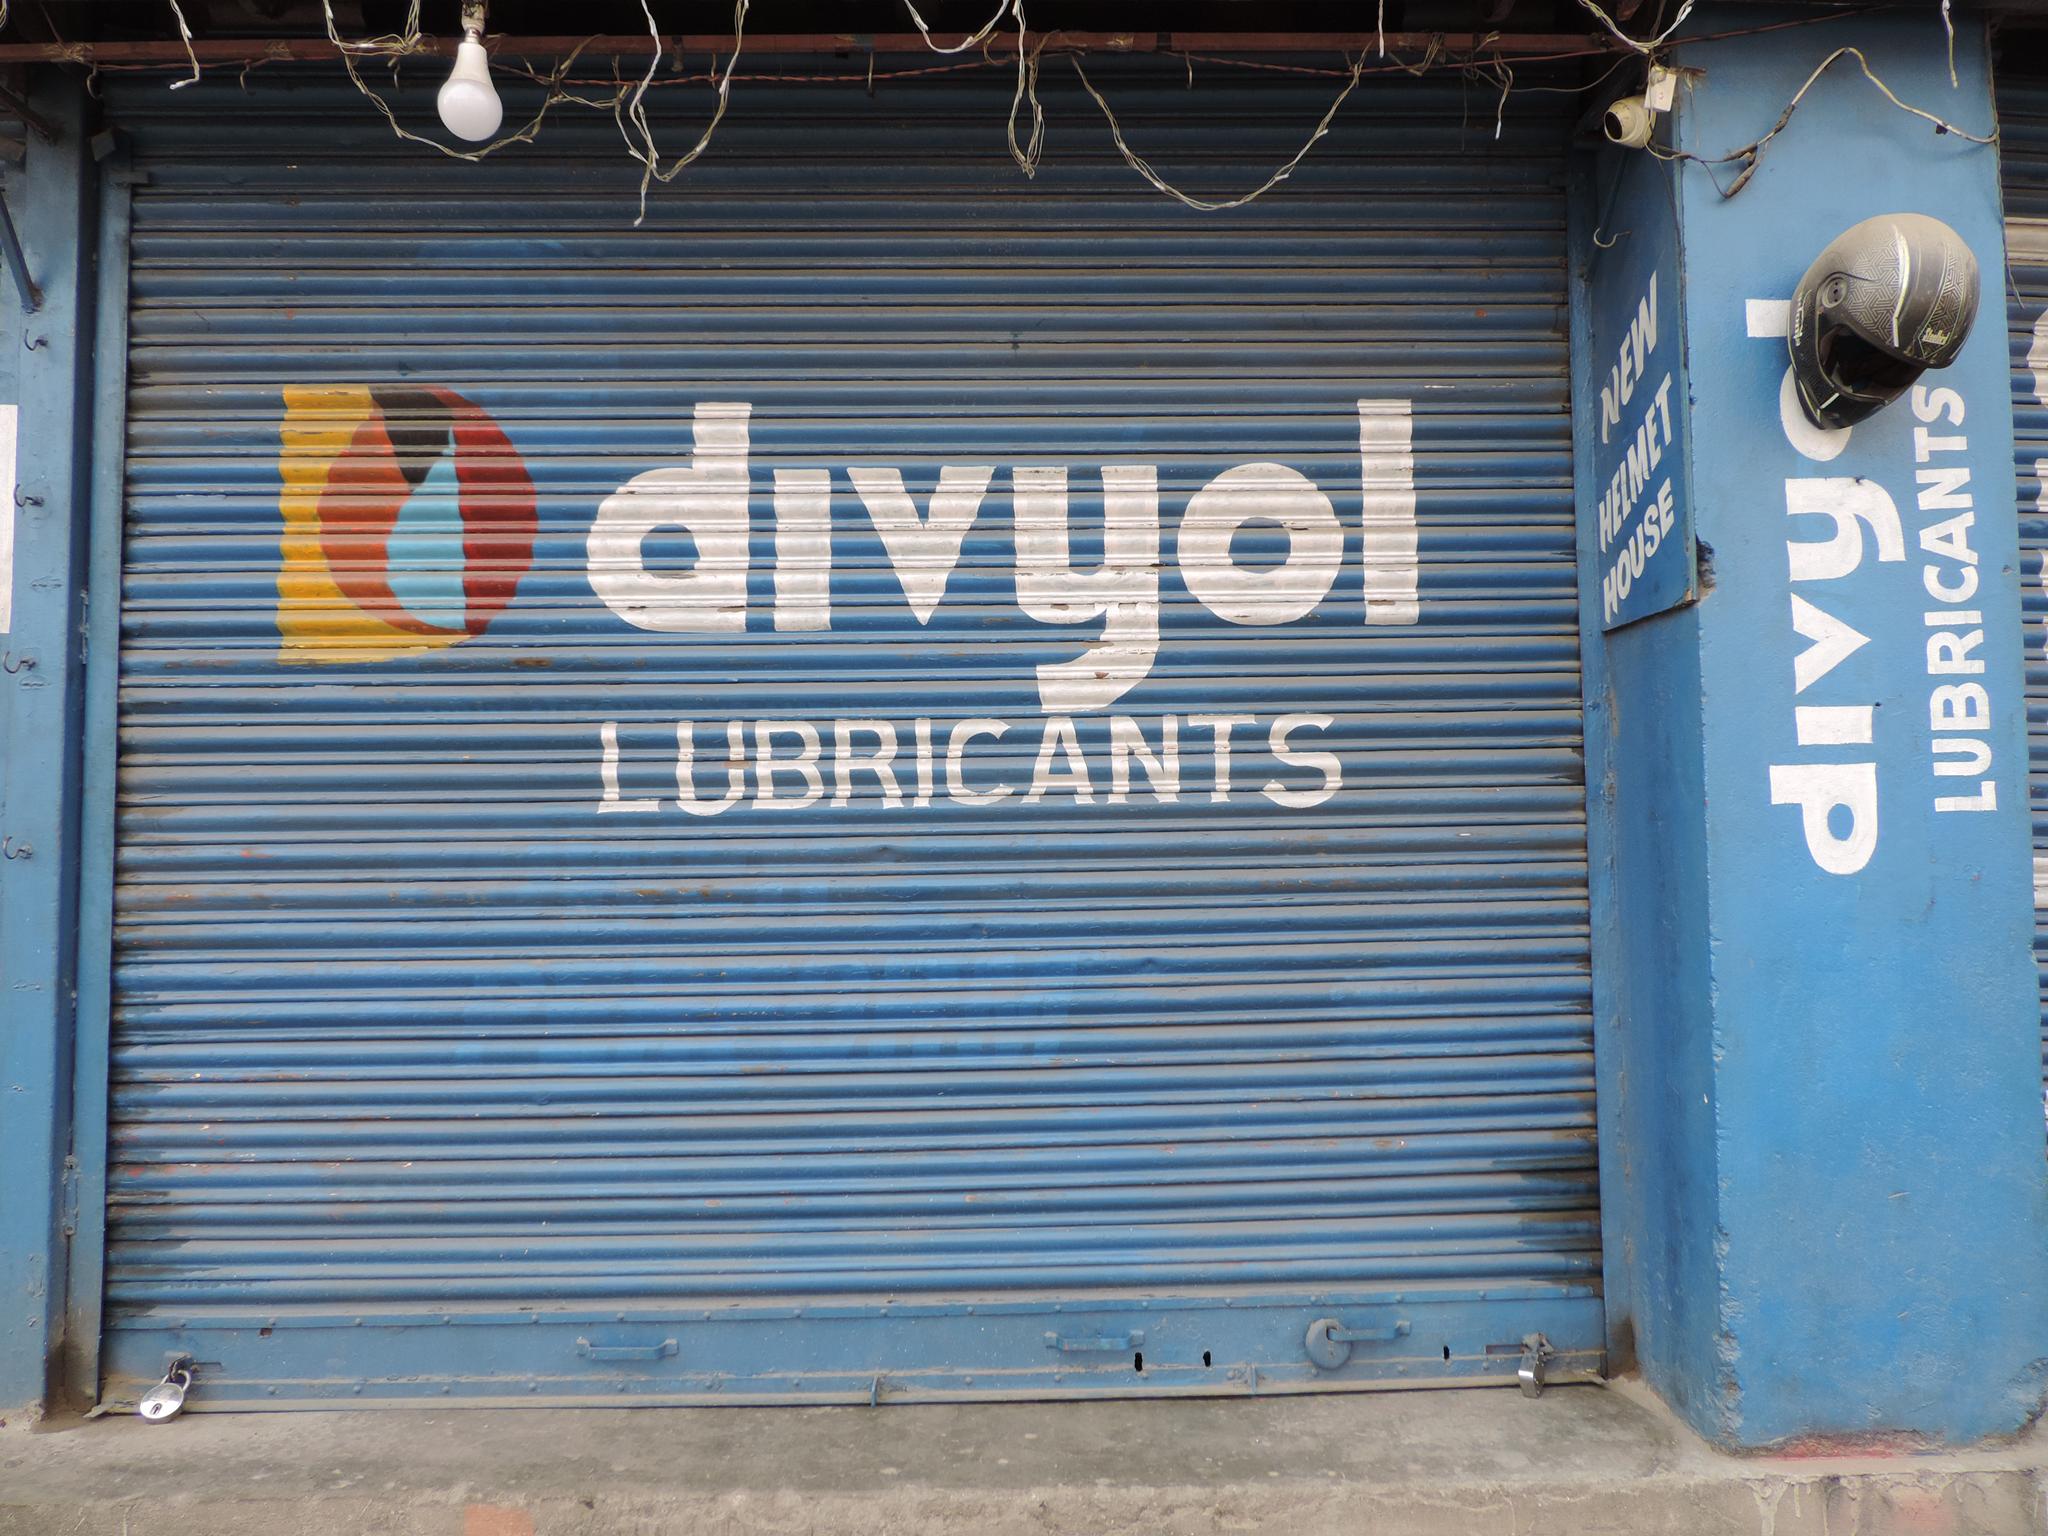 divyol
LUBRICANTS
NEW
HELMET
HOUSE
divyol
LUBRICANTS